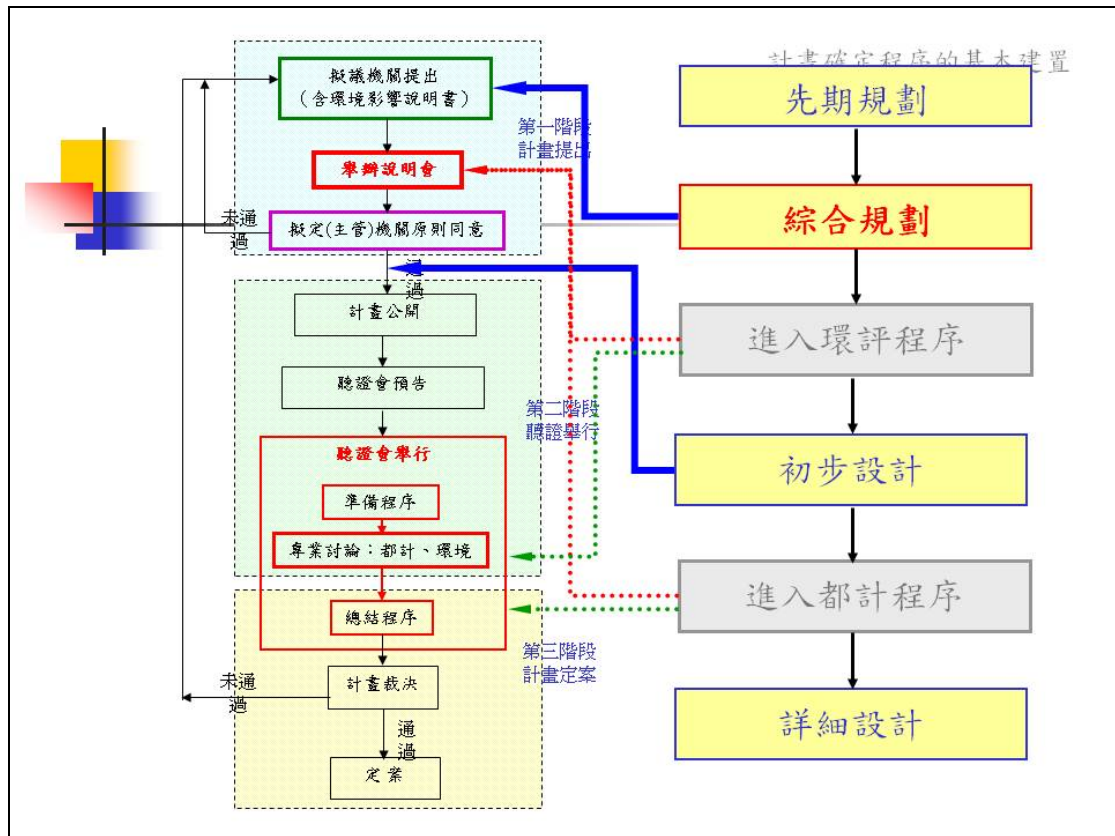 計畫確定程序的基本建置
擬議機關提出
(含環境影響說明書)
第一階段
計畫提出
舉辦說明會
未通
過
擬定(主管)機關原則同意
通
過
計畫公開
聽證會預告
第二階段
聽證舉行
聽證會舉行
準備程序
專業討論：都計、環境
總結程序
第三階段
計畫定案
未通
過
計畫裁決
通
過
定案
先期規劃
綜合規劃
進入環評程序
初步設計
進入都計程序
詳細設計